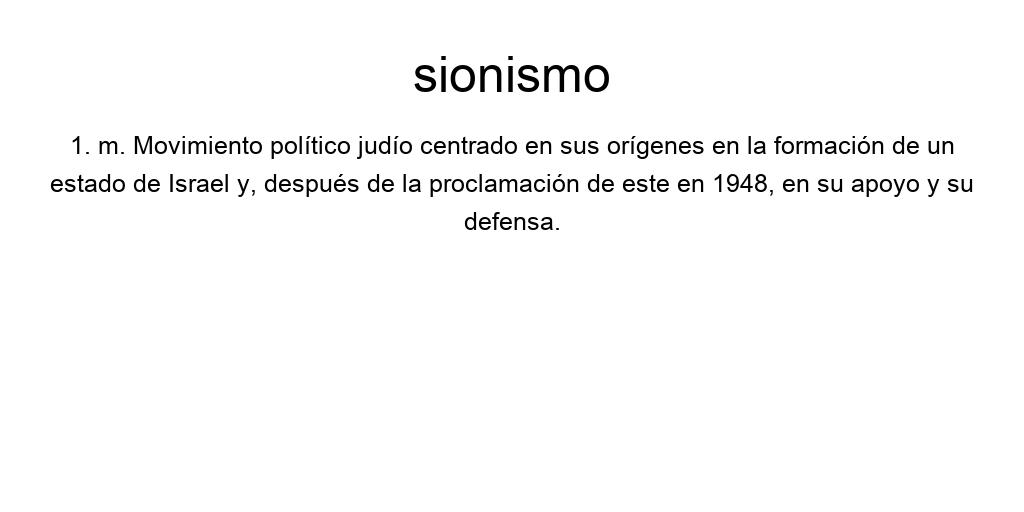 sionismo
1. m. Movimiento político judío centrado en sus orígenes en la formación de un
estado de Israel y, después de la proclamación de este en 1948, en su apoyo y su
defensa.